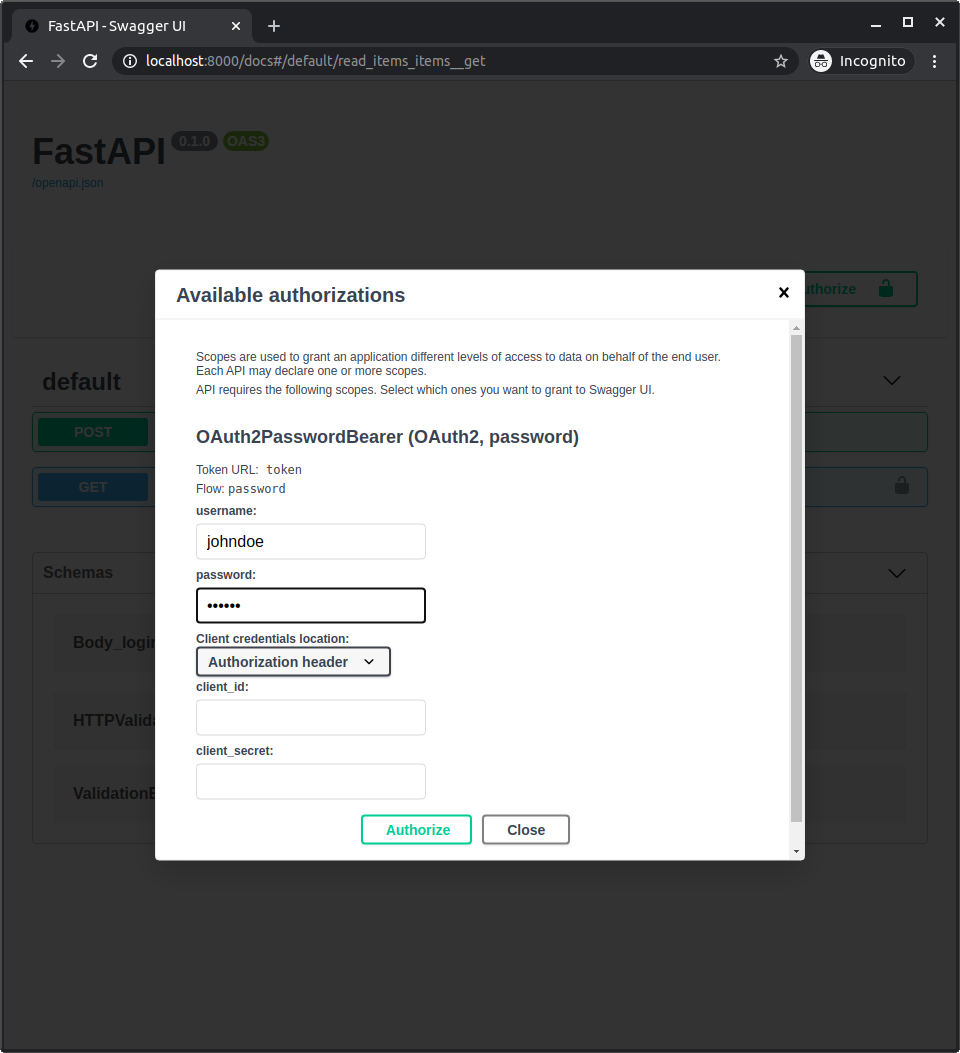 FastAPI - Swagger UI
localhost:8000/docs#/default/read_items_items__get
Incognito
FastAPI 0.1.0 OAS3
/openapi.json
Available authorizations
Scopes are used to grant an application different levels of access to data on behalf of the end user.
Each API may declare one or more scopes.
API requires the following scopes. Select which ones you want to grant to Swagger UI.
OAuth2PasswordBearer (OAuth2, password)
Token URL: token
Flow: password
username:
johndoe
password:
••••••
Client credentials location:
Authorization header
client_id:
client_secret:
Authorize
Close
uthorize
default
POST
GET
Schemas
Body_login
HTTPValida
ValidationE